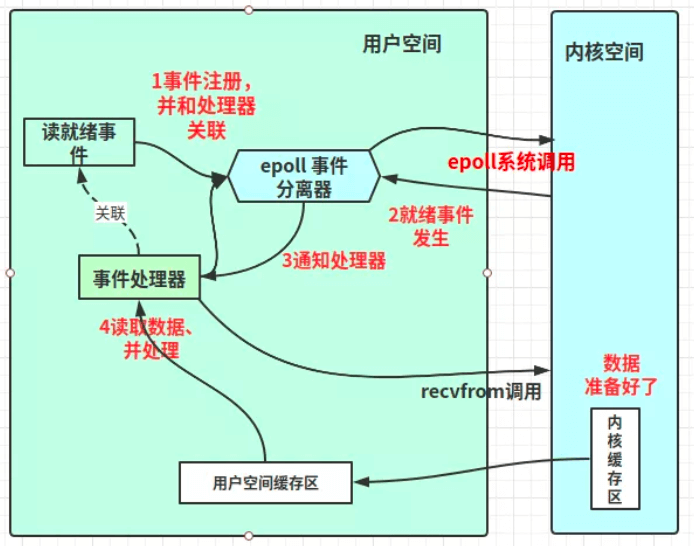 用户空间
内核空间
1事件注册，
并和处理器
关联
读就绪事
件
epoll 事件
分离器
epoll系统调用
关联
2就绪事件
发生
3通知处理器
事件处理器
4读取数据、
并处理
数据
准备好了
recvfrom调用
内
核
缓
存
区
用户空间缓存区